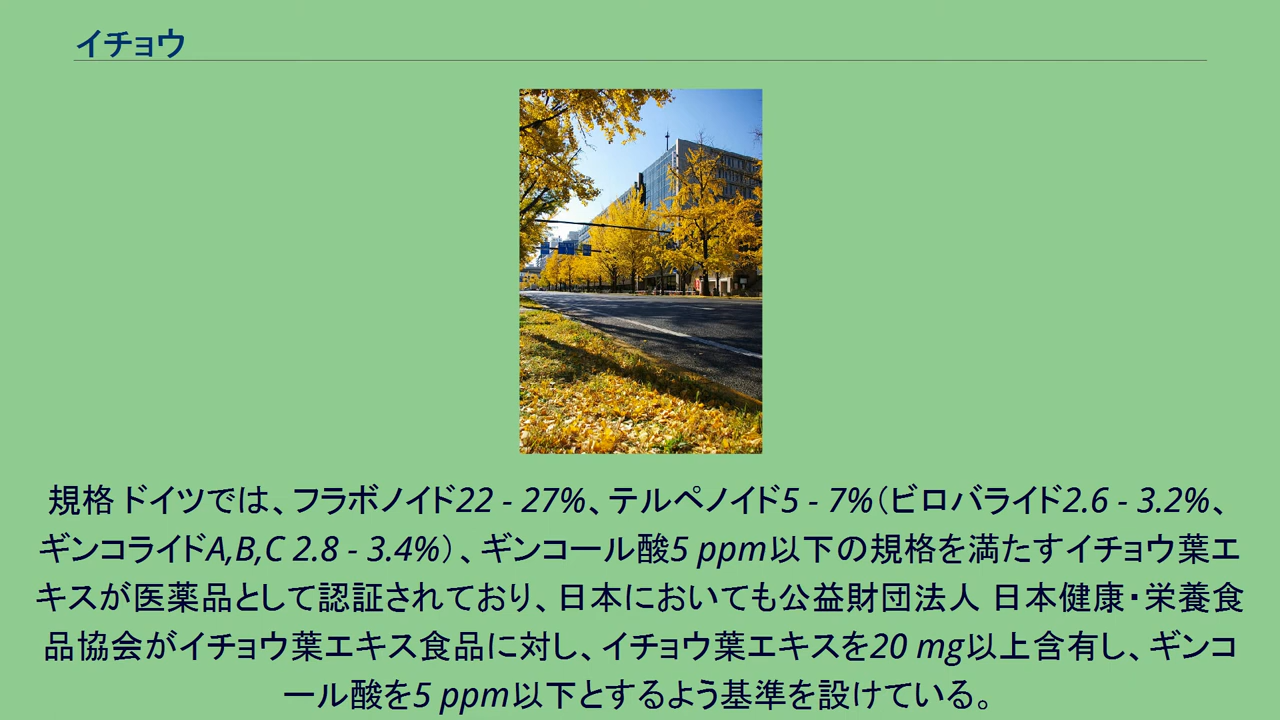 イチョウ
規格 ドイツでは、フラボノイド22 - 27%、テルペノイド5 - 7%（ビロバライド2.6 - 3.2%、
ギンコライドA,B,C 2.8 - 3.4%）、ギンコール酸5 ppm以下の規格を満たすイチョウ葉エ
キスが医薬品として認証されており、日本においても公益財団法人 日本健康・栄養食
品協会がイチョウ葉エキス食品に対し、イチョウ葉エキスを20 mg以上含有し、ギンコ
ール酸を5 ppm以下とするよう基準を設けている。